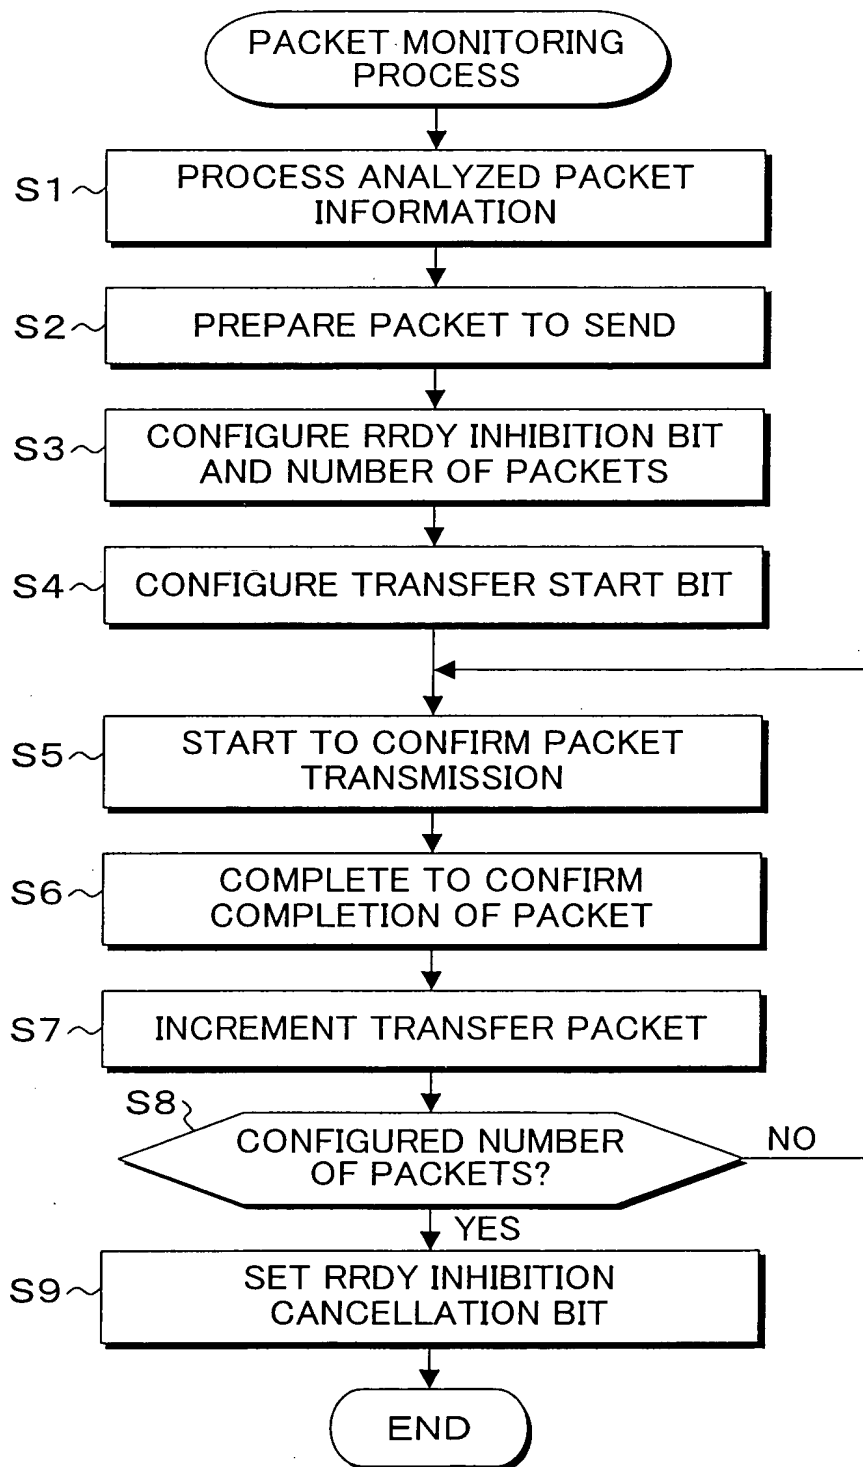 PACKET MONITORING
PROCESS
S1
PROCESS ANALYZED PACKET
INFORMATION
S2
PREPARE PACKET TO SEND
S3
CONFIGURE RRDY INHIBITION BIT
AND NUMBER OF PACKETS
S4
CONFIGURE TRANSFER START BIT
S5
START TO CONFIRM PACKET
TRANSMISSION
S6
COMPLETE TO CONFIRM
COMPLETION OF PACKET
S7
INCREMENT TRANSFER PACKET
S8
CONFIGURED NUMBER
OF PACKETS?
NO
YES
S9
SET RRDY INHIBITION
CANCELLATION BIT
END